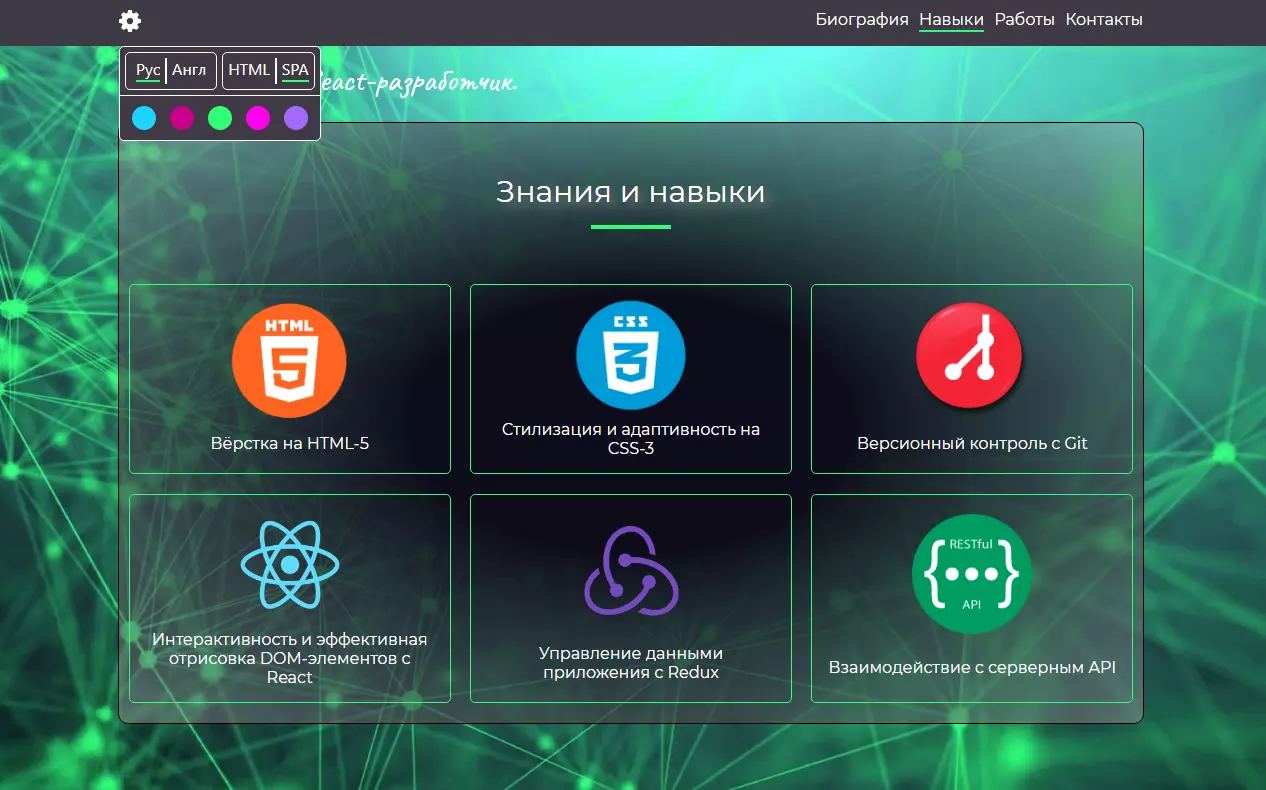 Биография Навыки Работы Контакты
Рус Англ HTML SPA
eact-разработчик.
Знания и навыки
HTML
5
CSS
3
Вёрстка на HTML-5
Стилизация и адаптивность на
CSS-3
Версионный контроль с Git
RESTful
{...}
API
Интерактивность и эффективная
отрисовка DOM-элементов с
React
Управление данными
приложения с Redux
Взаимодействие с серверным API